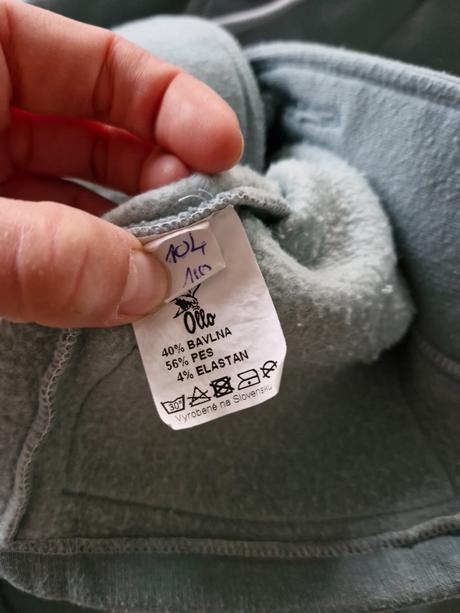 104
110
Ollo
40% BAVLNA
56% PES
4% ELASTAN
30°
Vyrobené na Slovensku